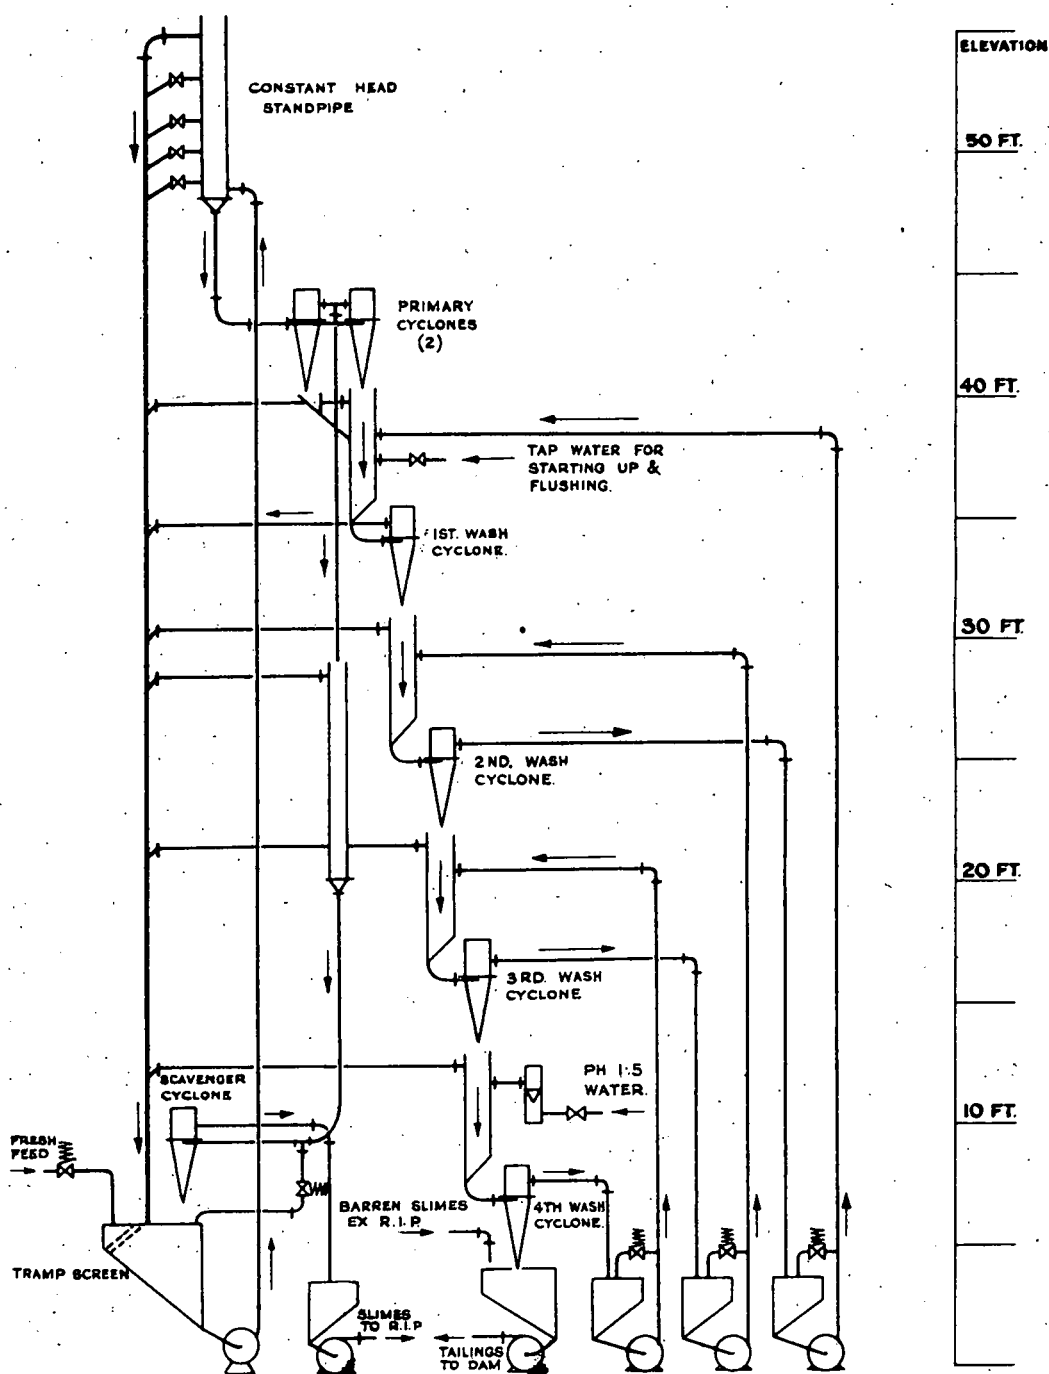 ELEVATION
CONSTANT HEAD
STANDPIPE
50 FT.
PRIMARY
CYCLONES
(2)
40 FT.
TAP WATER FOR
STARTING UP &
FLUSHING.
1ST. WASH
CYCLONE.
30 FT.
2ND. WASH
CYCLONE.
20 FT.
3RD. WASH
CYCLONE
PH 1·5
WATER.
SCAVENGER
CYCLONE
10 FT.
FRESH
FEED
BARREN SLIMES
EX R.I.P
4TH WASH
CYCLONE.
TRAMP SCREEN
SLIMES
TO R.I.P
TAILINGS
TO DAM